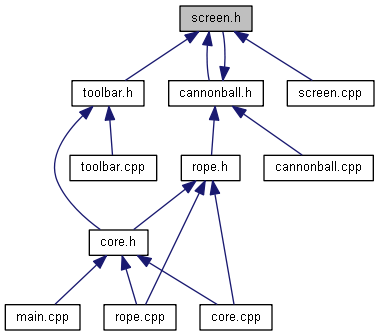 screen.h
toolbar.h
cannonball.h
screen.cpp
toolbar.cpp
rope.h
cannonball.cpp
core.h
main.cpp
rope.cpp
core.cpp